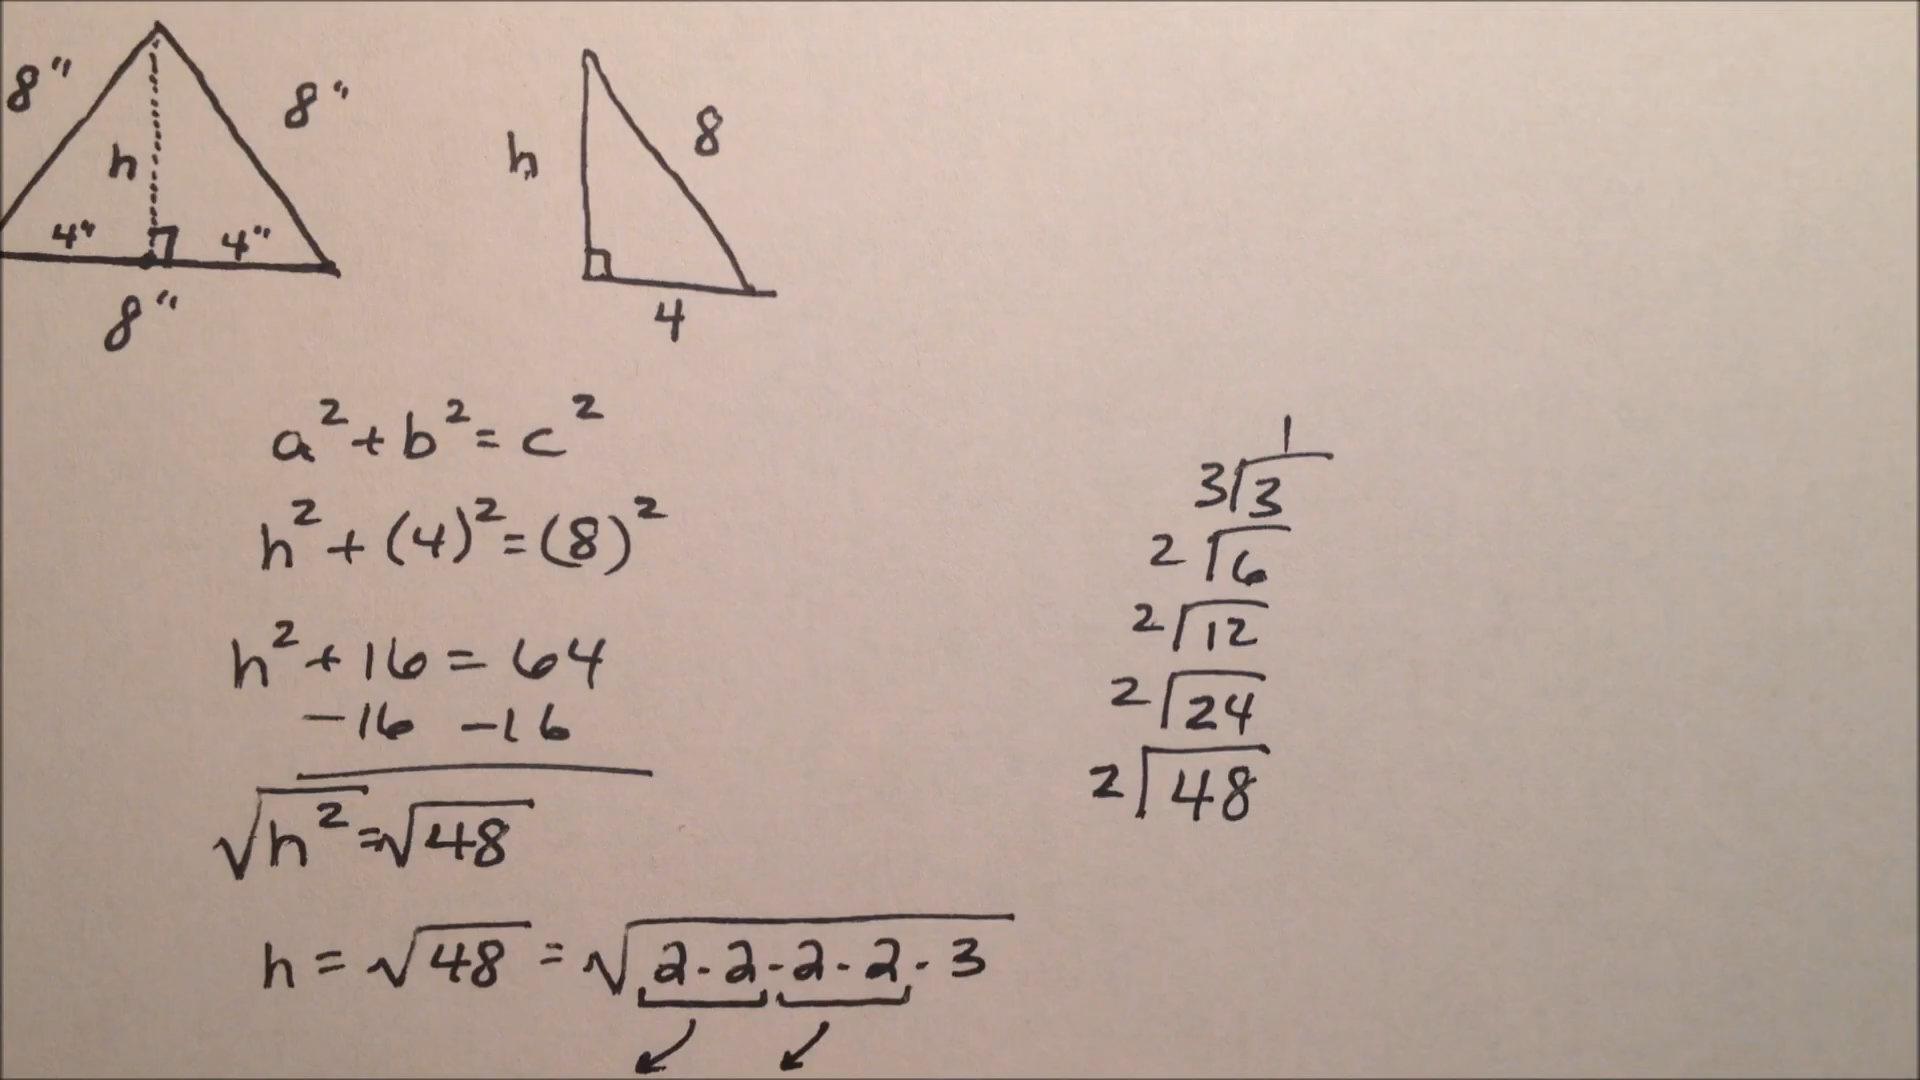 8" 8"
h
4" 4"
8"
h 8
4
a² + b² = c²
h² + (4)² = (8)²
h² + 16 = 64
-16 -16
√h² = √48
h = √48 = √2·2·2·2·3
1
3√3
2√6
2√12
2√24
2√48